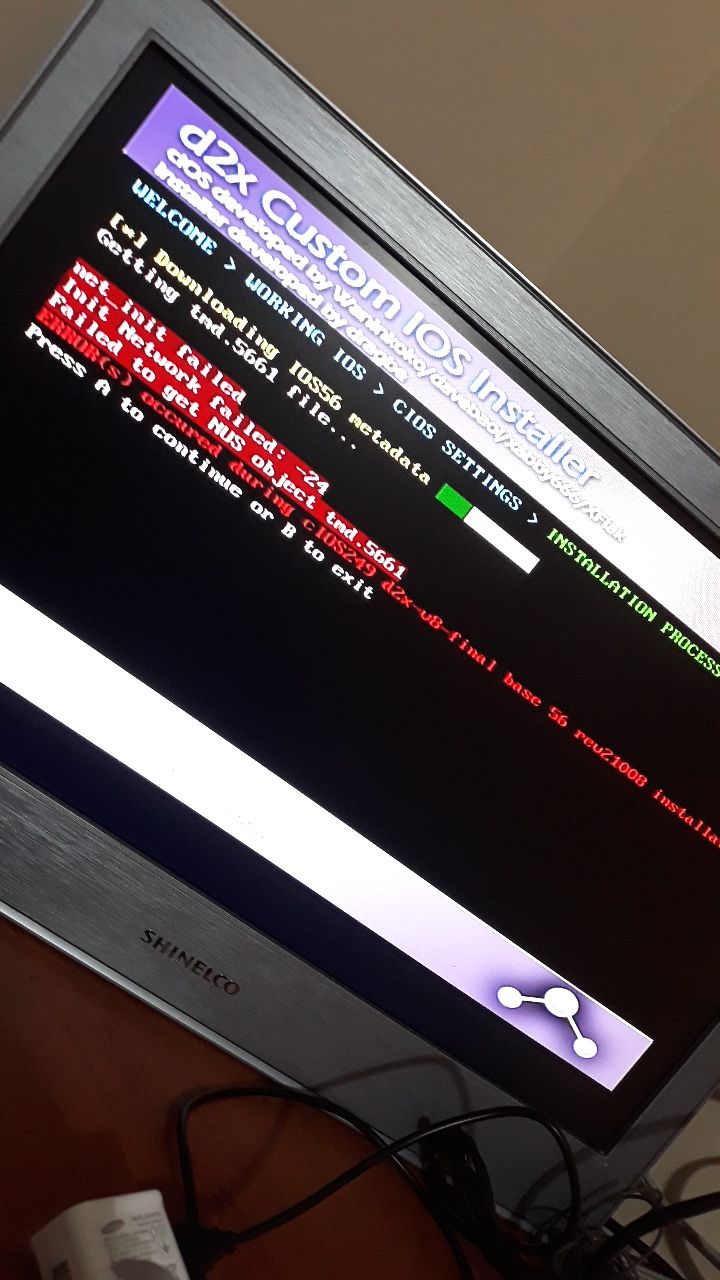 d2x Custom IOS Installer
cIOS developed by Waninkoko/davebaol/xabby666/XFlak
Installer developed by dragbe
WELCOME > WORKING IOS > CIOS SETTINGS > INSTALLATION PROCESS
[*] Downloading IOS56 metadata
Getting tmd.5661 file...
net_init failed
Init Network failed: -24
Failed to get NUS object tmd.5661
ERROR(s) occured during cIOS249 d2x-v8-final base 56 rev21008
Press A to continue or B to exit
SHINELCO